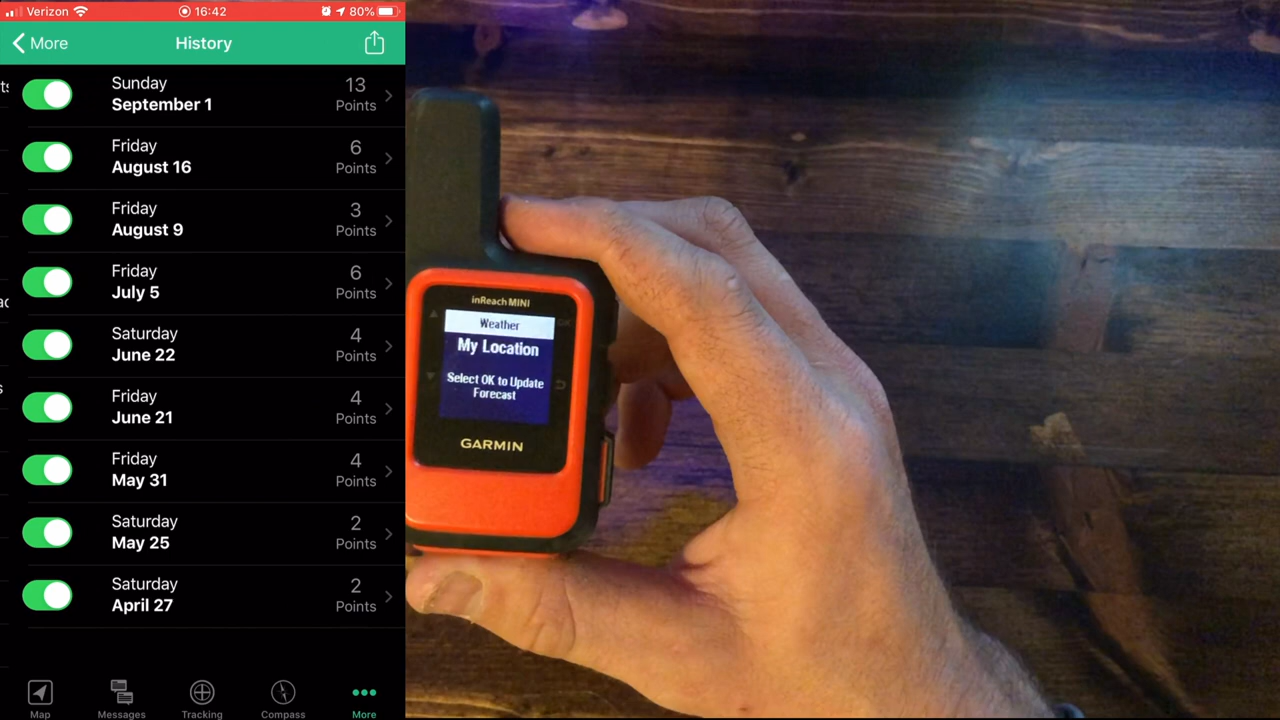 Verizon 16:42 80%
More History
Sunday
September 1
13
Points
Friday
August 16
6
Points
Friday
August 9
3
Points
Friday
July 5
6
Points
Saturday
June 22
4
Points
Friday
June 21
4
Points
Friday
May 31
4
Points
Saturday
May 25
2
Points
Saturday
April 27
2
Points
Map Messages Tracking Compass More
inReach MINI
Weather
My Location
Select OK to Update
Forecast
GARMIN